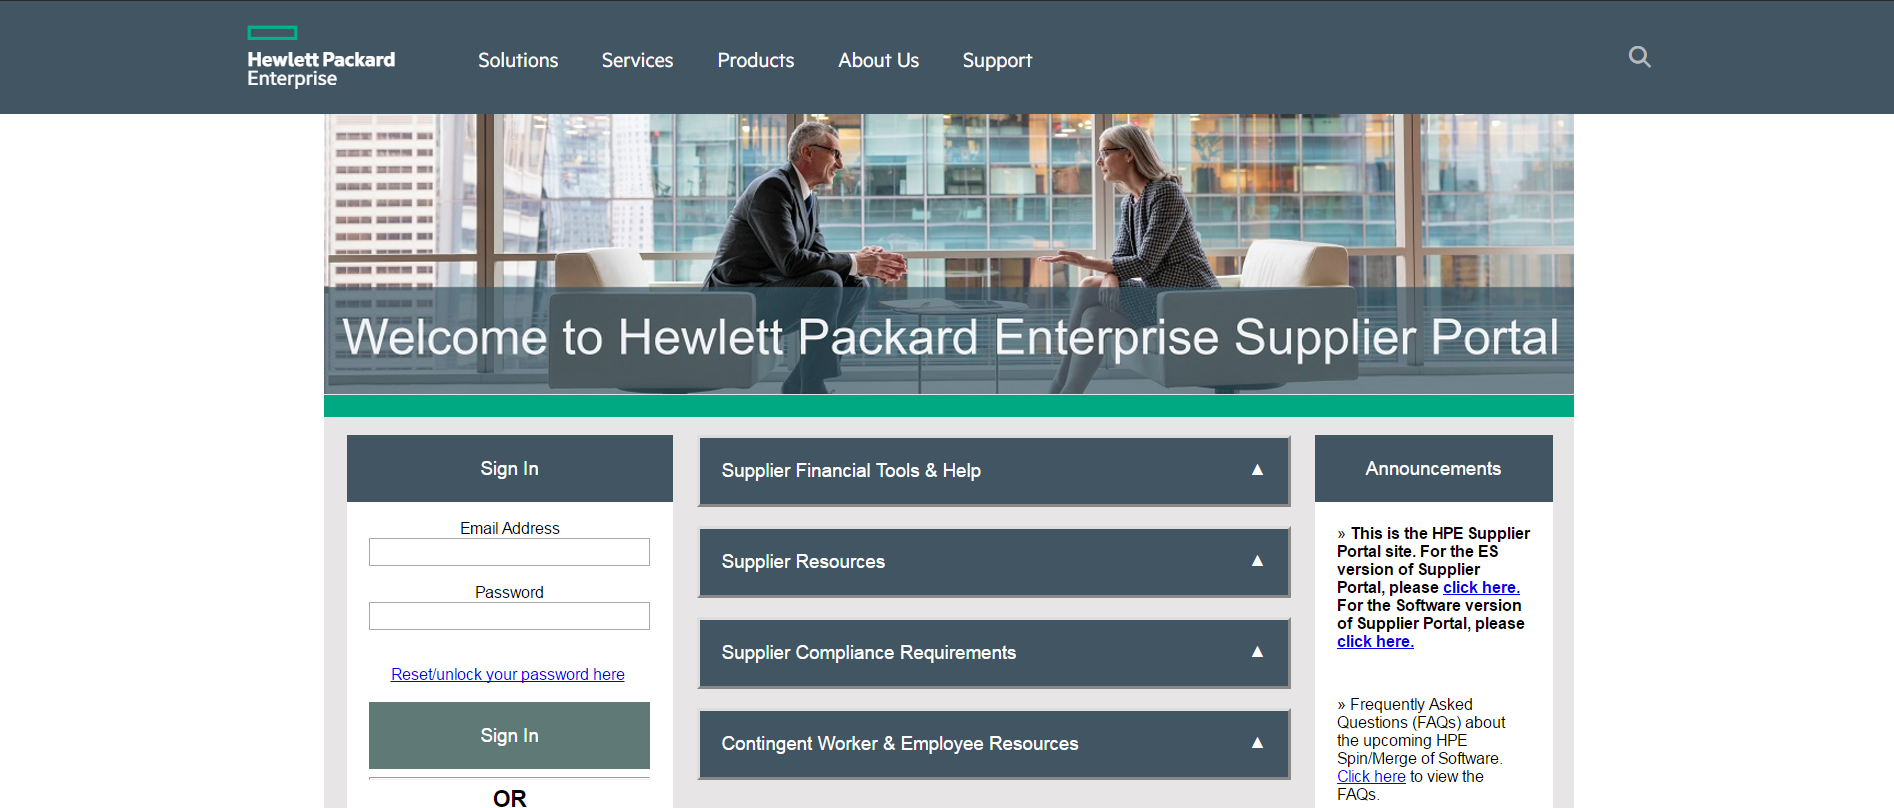 Hewlett Packard
Enterprise
Solutions
Services
Products
About Us
Support
Welcome to Hewlett Packard Enterprise Supplier Portal
Sign In
Email Address
Password
Reset/unlock your password here
Sign In
OR
Supplier Financial Tools & Help
Supplier Resources
Supplier Compliance Requirements
Contingent Worker & Employee Resources
Announcements
» This is the HPE Supplier
Portal site. For the ES
version of Supplier
Portal, please click here.
For the Software version
of Supplier Portal, please
click here.
» Frequently Asked
Questions (FAQs) about
the upcoming HPE
Spin/Merge of Software.
Click here to view the
FAQs.